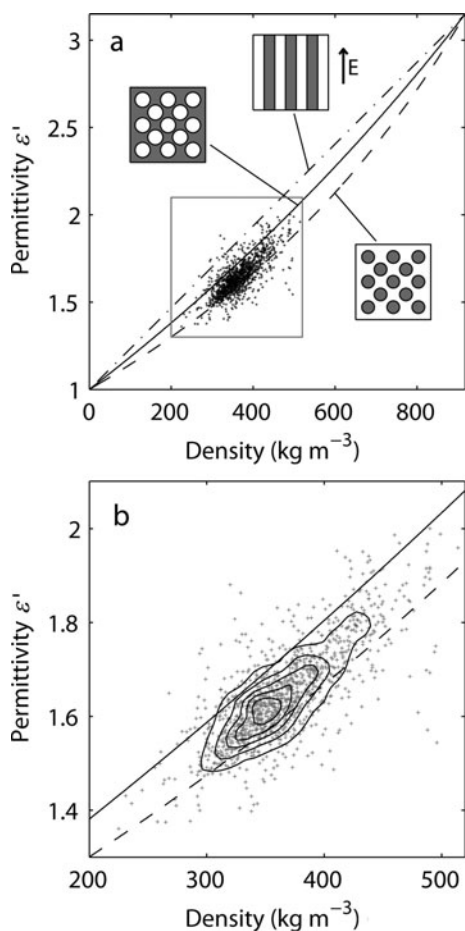 a
E
3
2.5
2
1.5
1
Permittivity ε'
0 200 400 600 800
Density (kg m⁻³)
b
2
1.8
1.6
1.4
Permittivity ε'
200 300 400 500
Density (kg m⁻³)